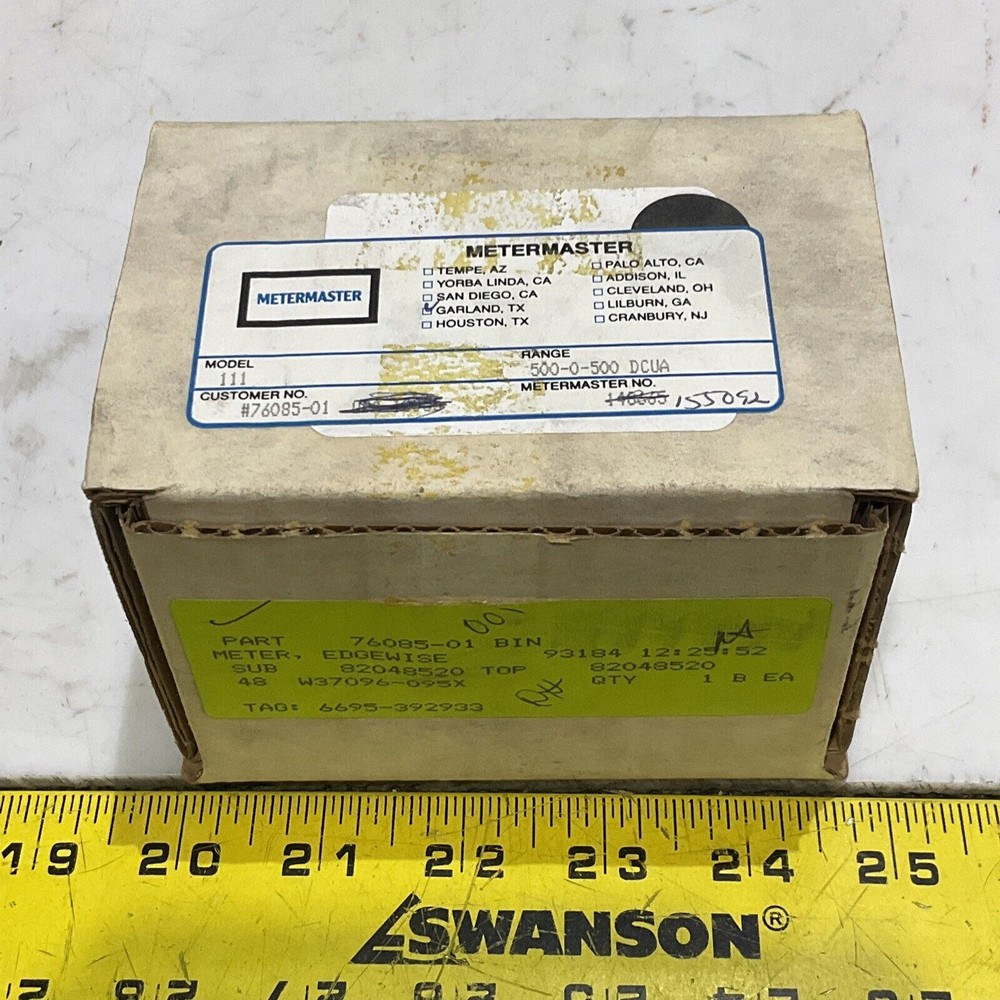 METERMASTER
METERMASTER
TEMPE, AZ
YORBA LINDA, CA
SAN DIEGO, CA
GARLAND, TX
HOUSTON, TX
PALO ALTO, CA
ADDISON, IL
CLEVELAND, OH
LILBURN, GA
CRANBURY, NJ
MODEL
111
RANGE
500-0-500 DCUA
CUSTOMER NO.
#76085-01
METERMASTER NO.
155092
001
PART 76085-01 BIN
METER, EDGEWISE 93184 12:25:52
SUB 82048520 TOP 82048520
48 W37096-095X QTY 1 B EA
TAG: 6695-392933
19 20 21 22 23 24 25
SWANSON®